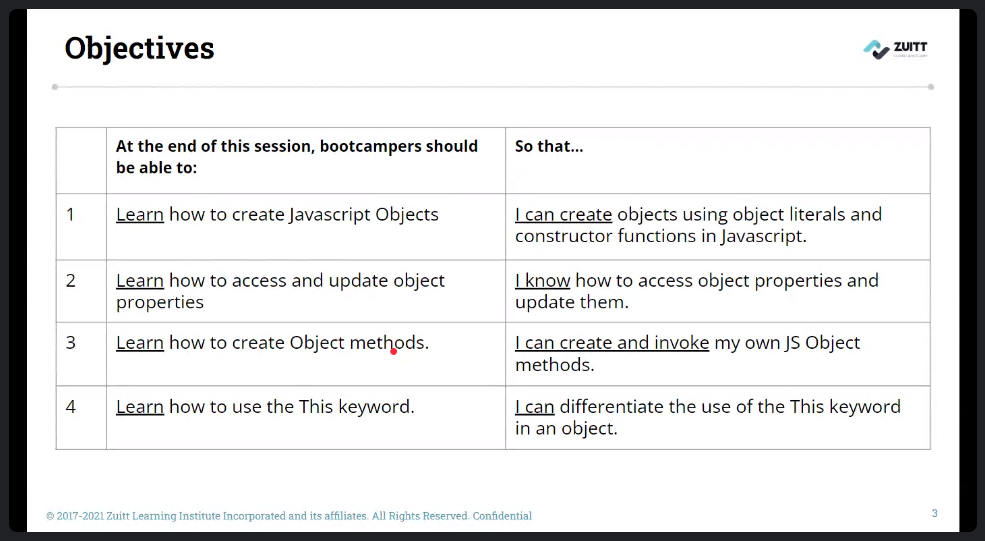 Objectives
ZUITT
At the end of this session, bootcampers should
be able to:
So that...
1
Learn how to create Javascript Objects
I can create objects using object literals and
constructor functions in Javascript.
2
Learn how to access and update object
properties
I know how to access object properties and
update them.
3
Learn how to create Object methods.
I can create and invoke my own JS Object
methods.
4
Learn how to use the This keyword.
I can differentiate the use of the This keyword
in an object.
© 2017-2021 Zuitt Learning Institute Incorporated and its affiliates. All Rights Reserved. Confidential
3